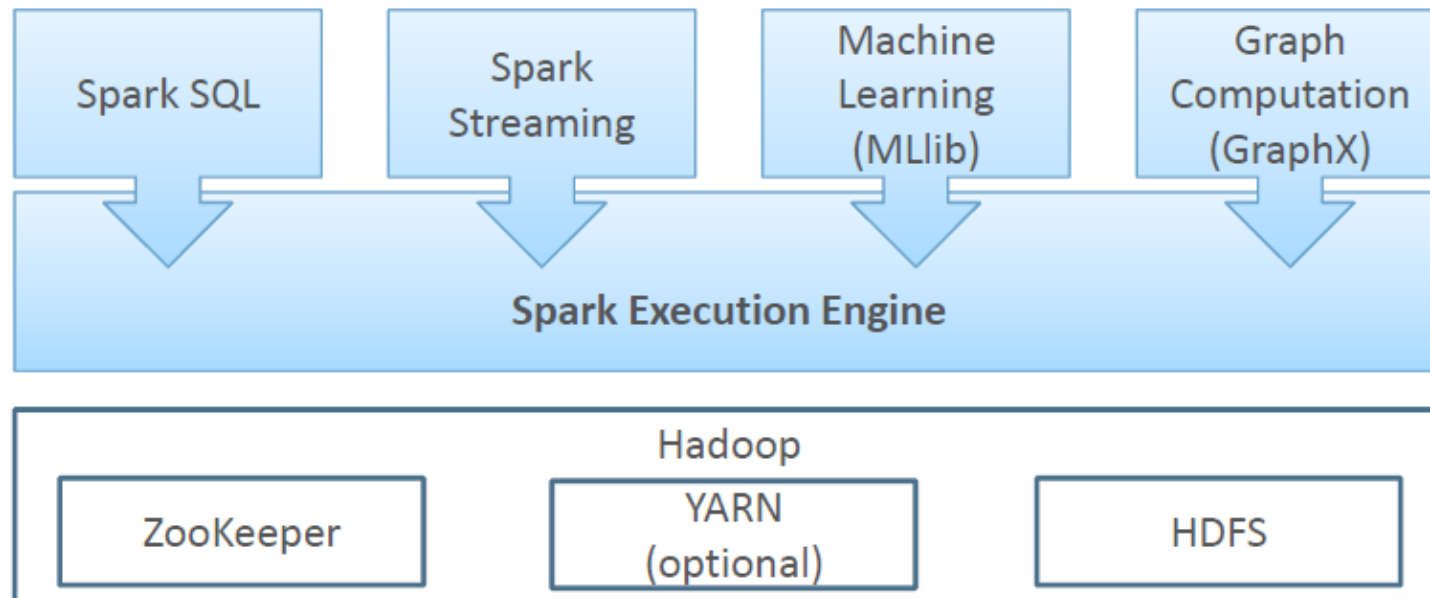 Spark SQL
Spark
Streaming
Machine
Learning
(MLlib)
Graph
Computation
(GraphX)
Spark Execution Engine
Hadoop
ZooKeeper
YARN
(optional)
HDFS